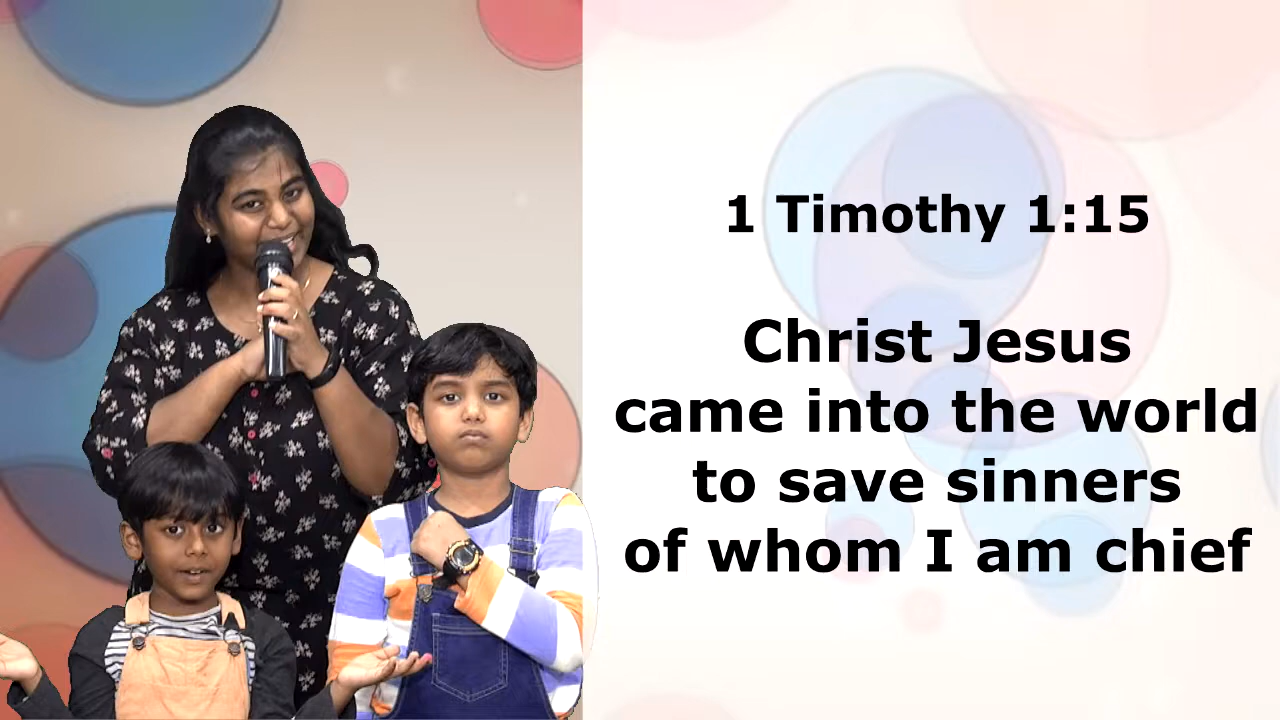 1 Timothy 1:15
Christ Jesus
came into the world
to save sinners
of whom I am chief